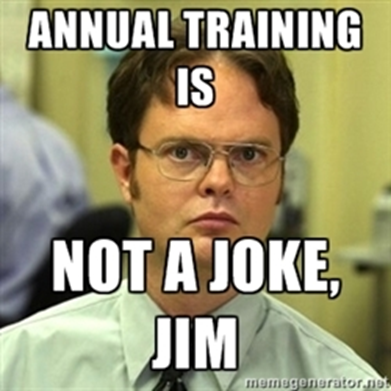 ANNUAL TRAINING
IS
NOT A JOKE,
JIM
memegenerator.net